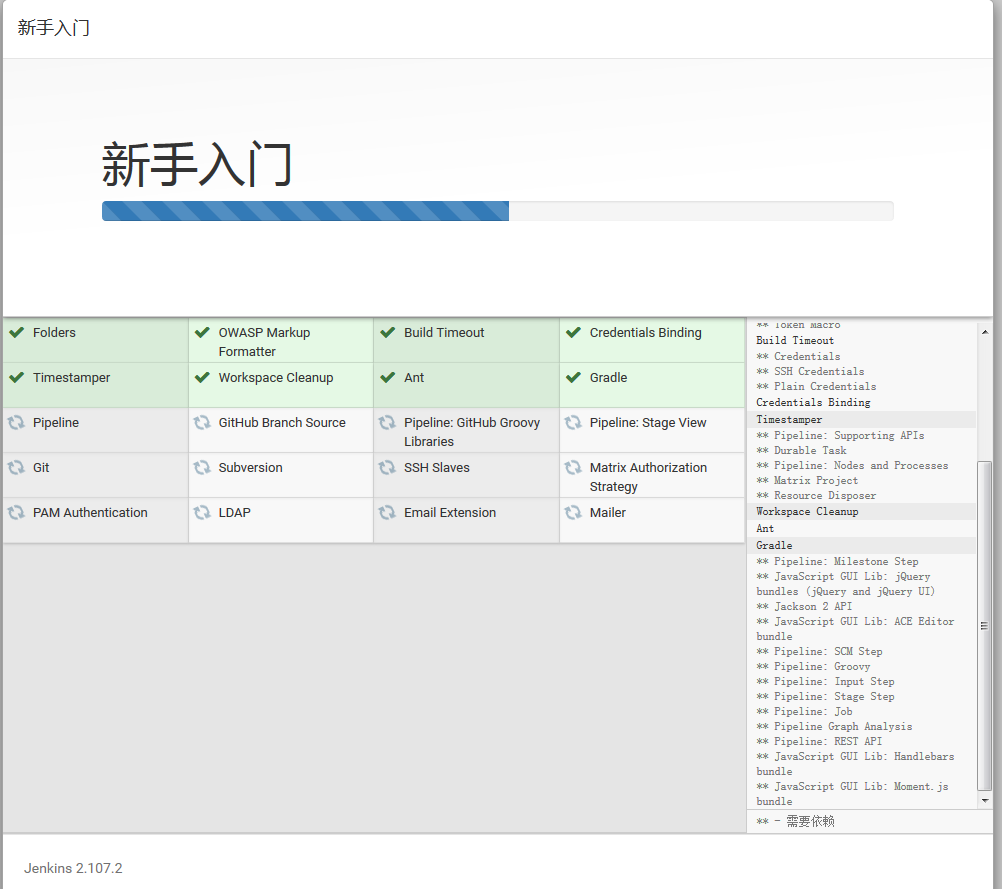 新手入门
新手入门
Folders
OWASP Markup
Formatter
Build Timeout
Credentials Binding
Timestamper
Workspace Cleanup
Ant
Gradle
Pipeline
GitHub Branch Source
Pipeline: GitHub Groovy
Libraries
Pipeline: Stage View
Git
Subversion
SSH Slaves
Matrix Authorization
Strategy
PAM Authentication
LDAP
Email Extension
Mailer
** Token Macro
Build Timeout
** Credentials
** SSH Credentials
** Plain Credentials
Credentials Binding
Timestamper
** Pipeline: Supporting APIs
** Durable Task
** Pipeline: Nodes and Processes
** Matrix Project
** Resource Disposer
Workspace Cleanup
Ant
Gradle
** Pipeline: Milestone Step
** JavaScript GUI Lib: jQuery
bundles (jQuery and jQuery UI)
** Jackson 2 API
** JavaScript GUI Lib: ACE Editor
bundle
** Pipeline: SCM Step
** Pipeline: Groovy
** Pipeline: Input Step
** Pipeline: Stage Step
** Pipeline: Job
** Pipeline Graph Analysis
** Pipeline: REST API
** JavaScript GUI Lib: Handlebars
bundle
** JavaScript GUI Lib: Moment.js
bundle
** - 需要依赖
Jenkins 2.107.2